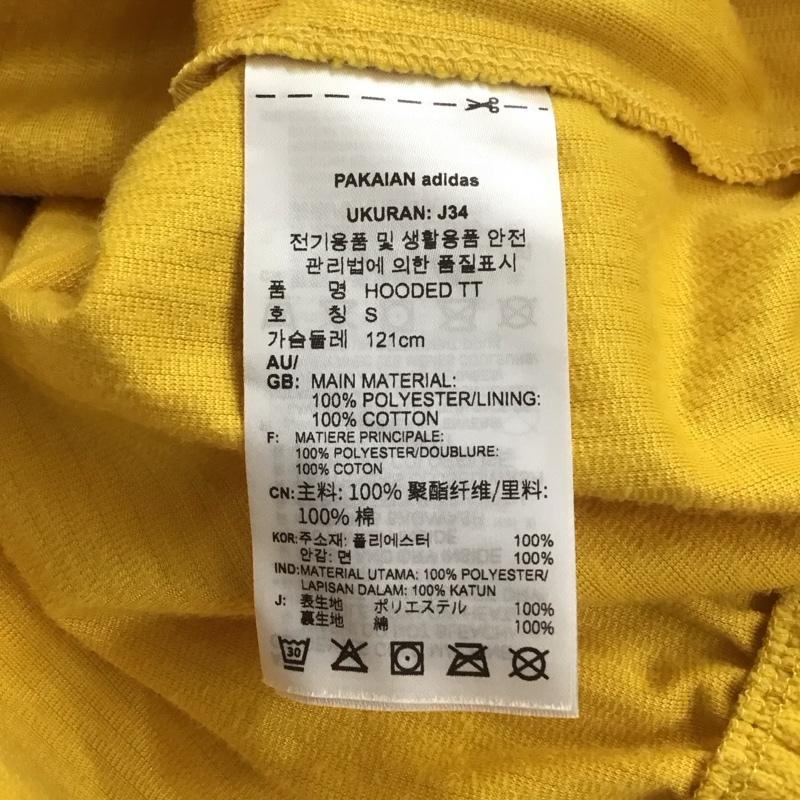 PAKAIAN adidas
UKURAN: J34
전기용품 및 생활용품 안전
관리법에 의한 품질표시
품 명 HOODED TT
호 칭 S
가슴둘레 121cm
AU/
GB: MAIN MATERIAL:
100% POLYESTER/LINING:
100% COTTON
F: MATIERE PRINCIPALE:
100% POLYESTER/DOUBLURE:
100% COTON
CN:主料: 100% 聚酯纤维/里料:
100% 棉
KOR:주소재: 폴리에스터 100%
안감: 면 100%
IND:MATERIAL UTAMA: 100% POLYESTER/
LAPISAN DALAM: 100% KATUN
J: 表生地 ポリエステル 100%
裏生地 綿 100%
30